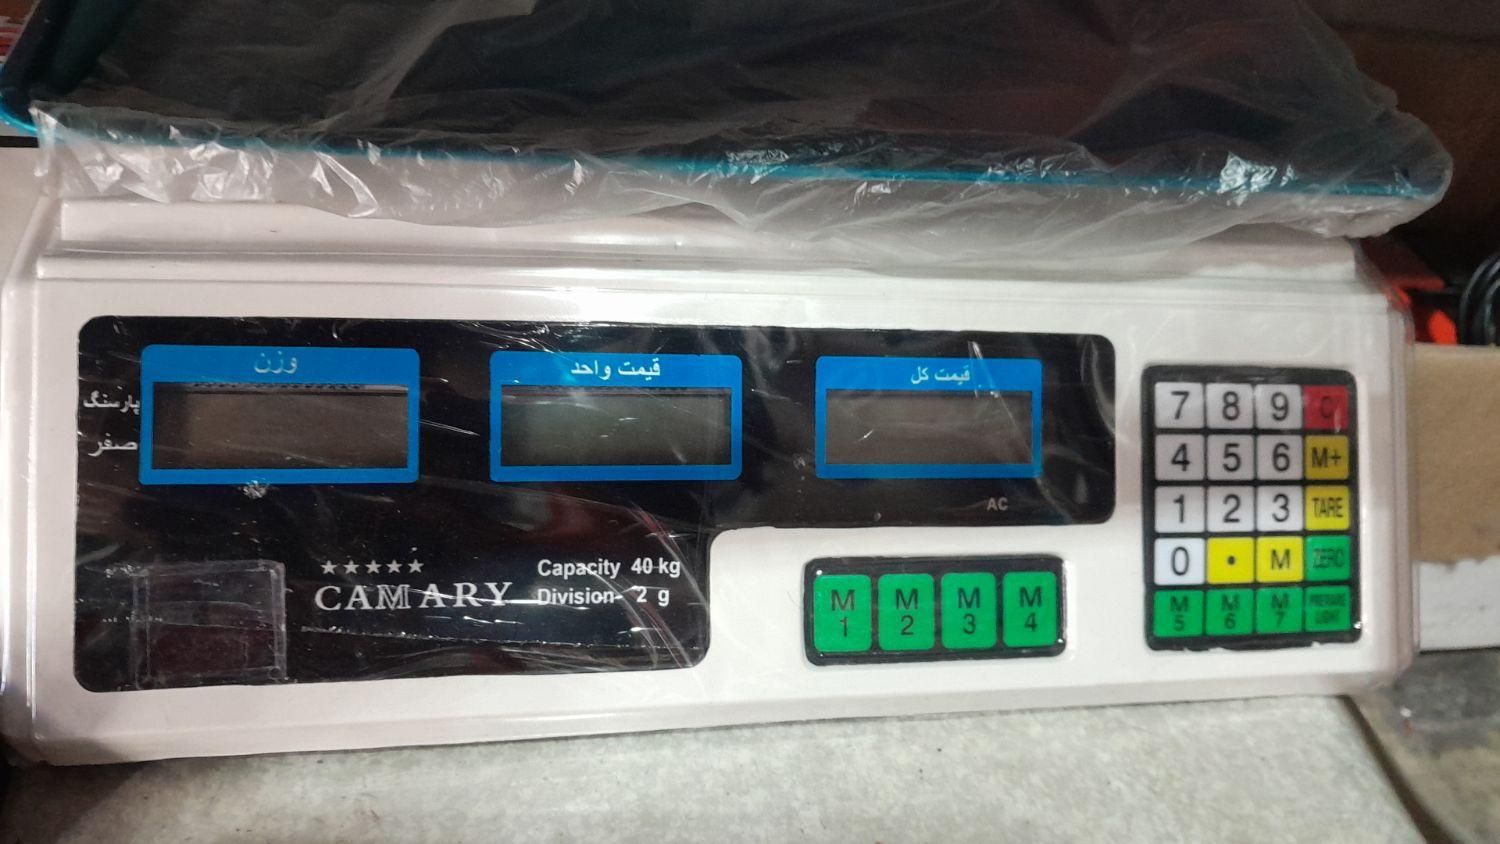 وزن
قیمت واحد
قیمت کل
پارسنگ
صفر
AC
CAMARY
Capacity 40 kg
Division 2 g
7 8 9 C
4 5 6 M+
1 2 3 TARE
0 . M ZERO
M5 M6 M7
M1 M2 M3 M4